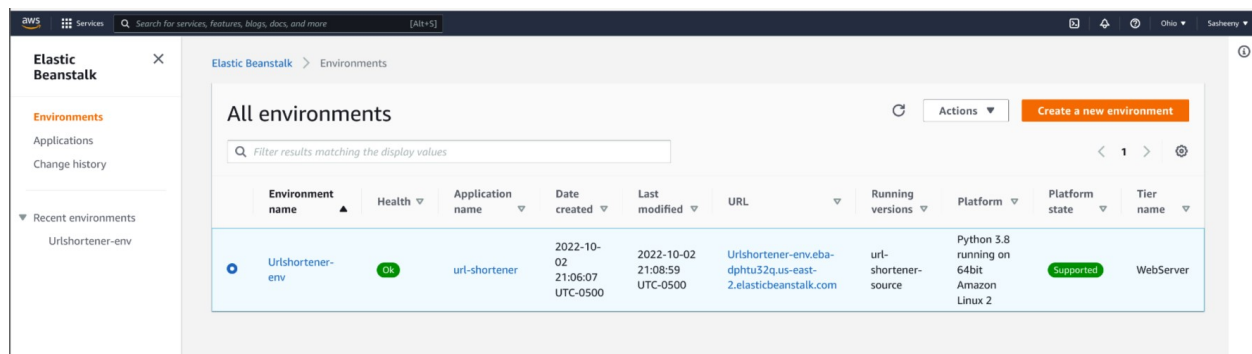 aws Services Search for services, features, blogs, docs, and more [Alt+S] Ohio Sasheeny
Elastic
Beanstalk
Environments
Applications
Change history
Recent environments
Urlshortener-env
Elastic Beanstalk > Environments
All environments
Actions
Create a new environment
Filter results matching the display values
1
Environment
name
Health
Application
name
Date
created
Last
modified
URL
Running
versions
Platform
Platform
state
Tier
name
Urlshortener-
env
Ok
url-shortener
2022-10-
02
21:06:07
UTC-0500
2022-10-02
21:08:59
UTC-0500
Urlshortener-env.eba-
dphtu32q.us-east-
2.elasticbeanstalk.com
url-
shortener-
source
Python 3.8
running on
64bit
Amazon
Linux 2
Supported
WebServer